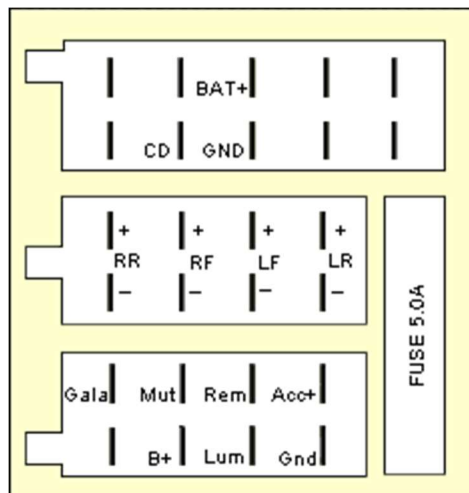 BAT+
CD GND
+ + + +
RR RF LF LR
– – – –
FUSE 5.0A
Gala Mut Rem Acc+
B+ Lum Gnd